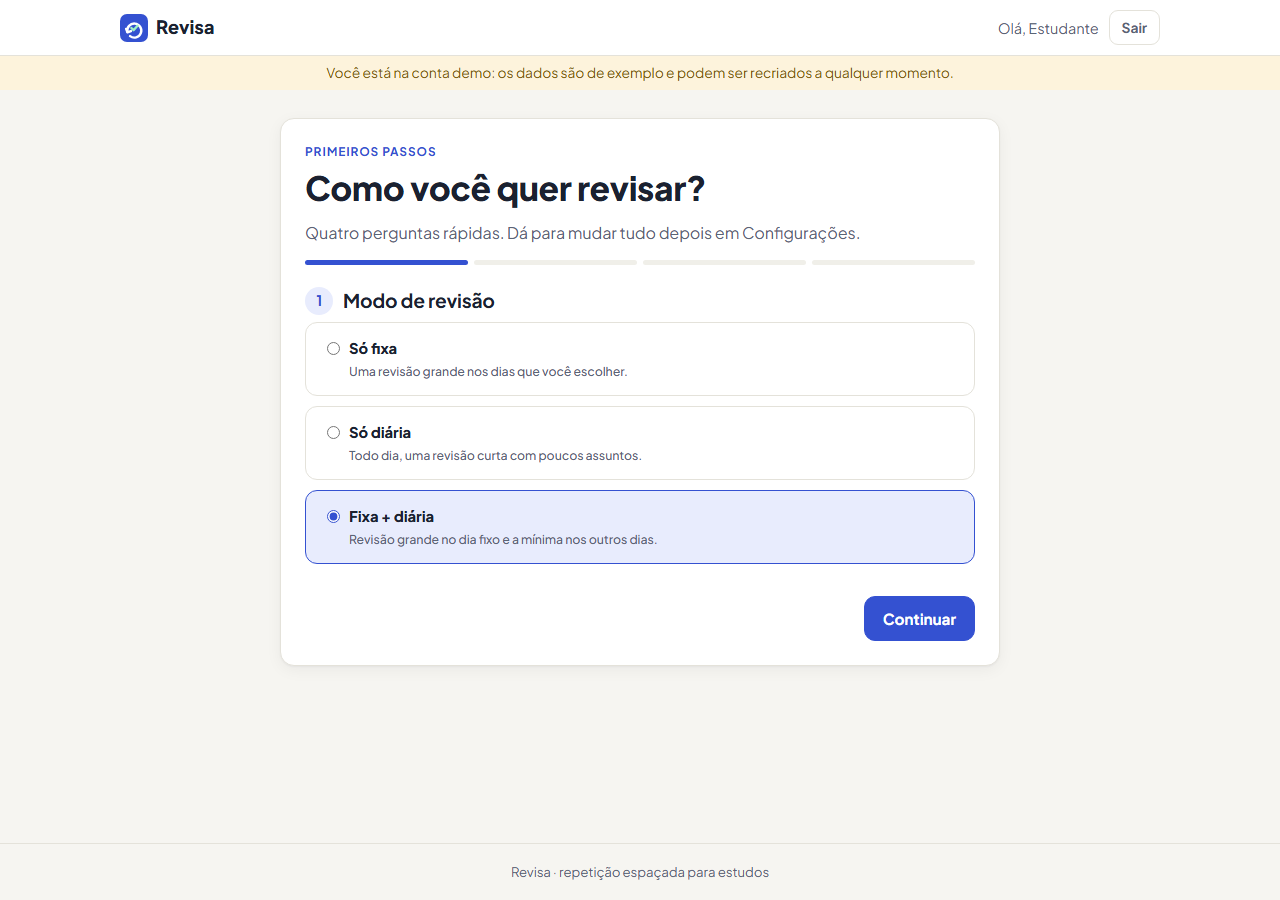 Revisa
Olá, Estudante
Sair
Você está na conta demo: os dados são de exemplo e podem ser recriados a qualquer momento.
PRIMEIROS PASSOS
Como você quer revisar?
Quatro perguntas rápidas. Dá para mudar tudo depois em Configurações.
1 Modo de revisão
Só fixa
Uma revisão grande nos dias que você escolher.
Só diária
Todo dia, uma revisão curta com poucos assuntos.
Fixa + diária
Revisão grande no dia fixo e a mínima nos outros dias.
Continuar
Revisa · repetição espaçada para estudos